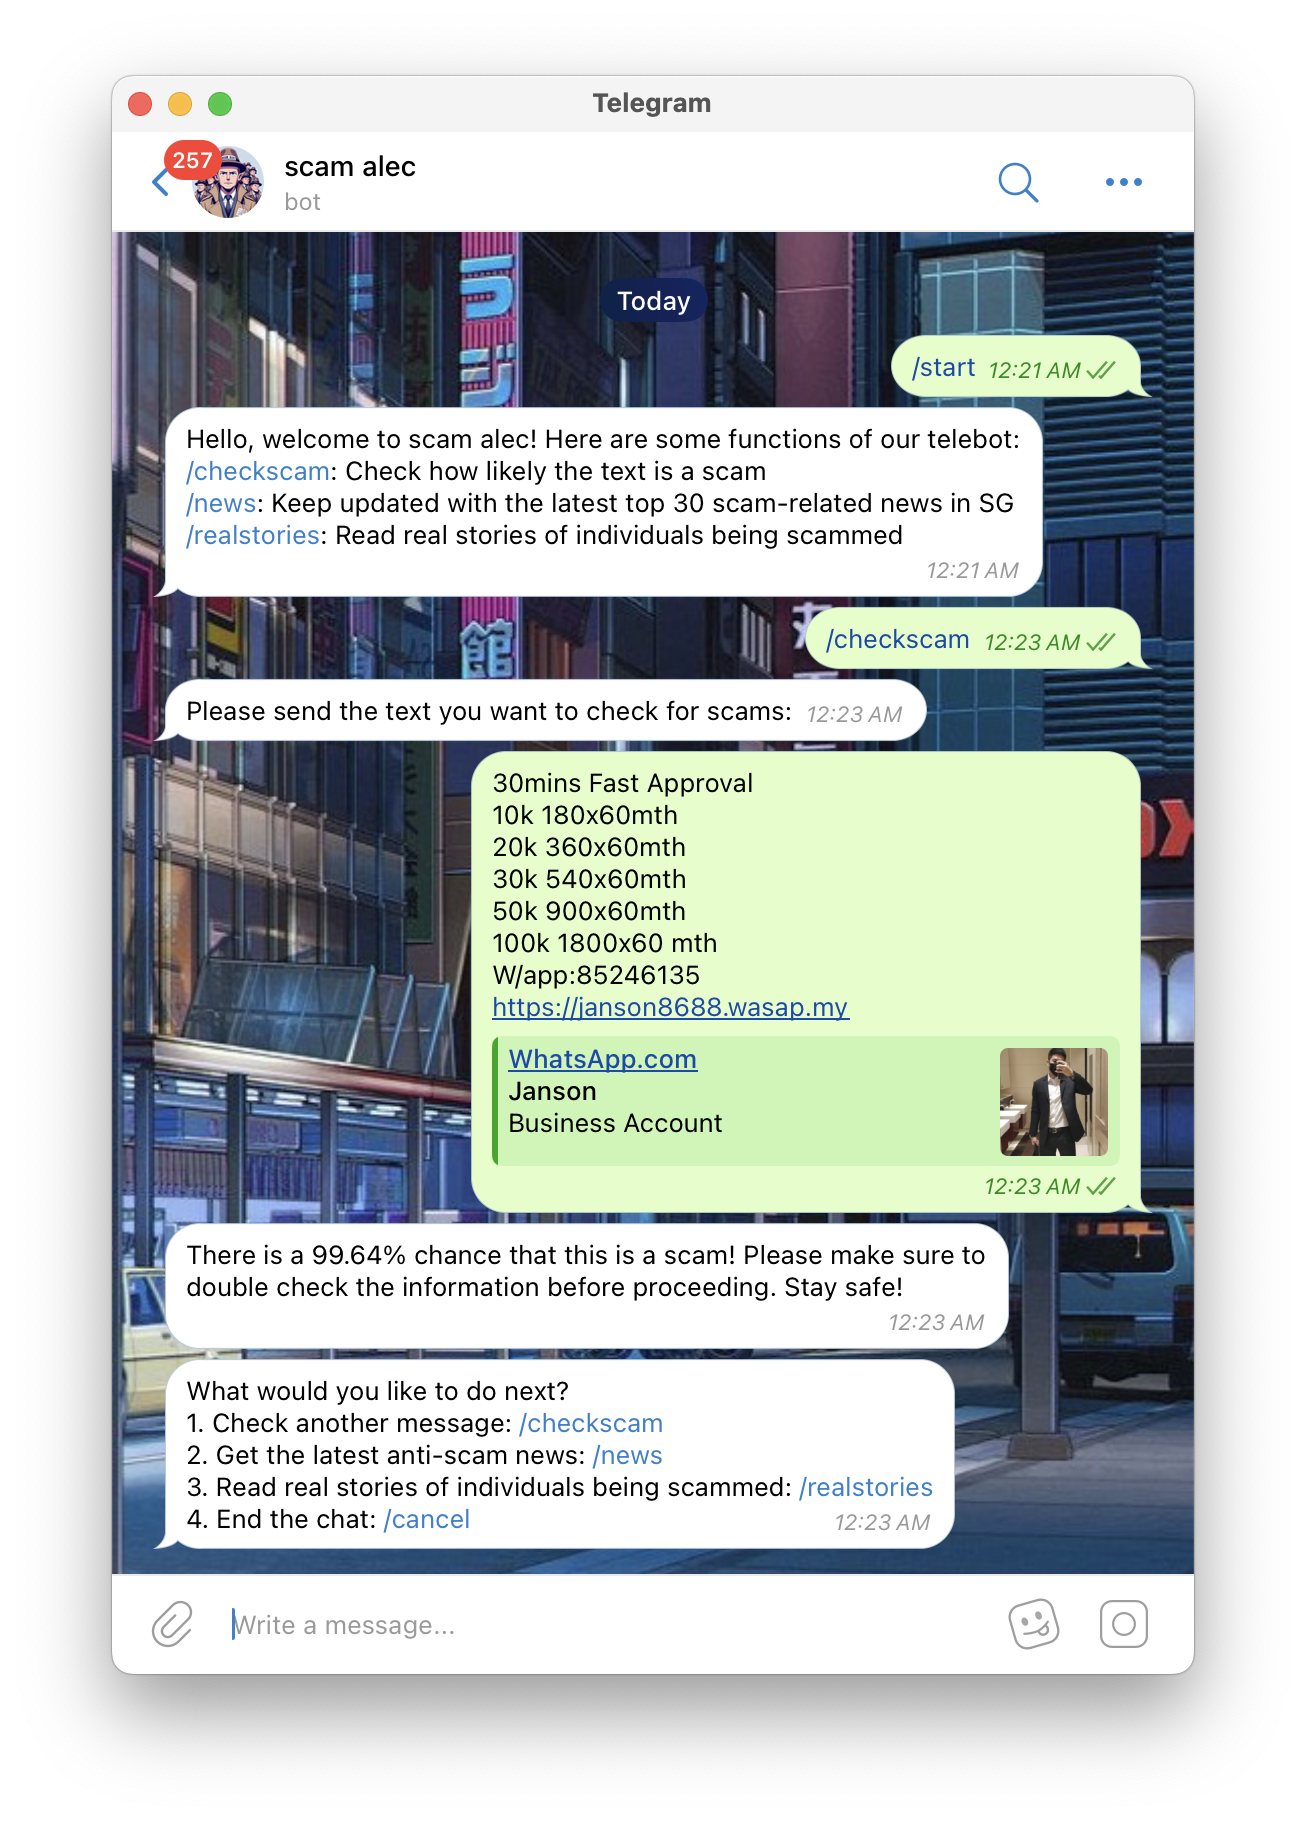 Telegram
257
scam alec
bot
イコ
ジ
Today
/start 12:21 AM
Hello, welcome to scam alec! Here are some functions of our telebot:
/checkscam: Check how likely the text is a scam
/news: Keep updated with the latest top 30 scam-related news in SG
/realstories: Read real stories of individuals being scammed
12:21 AM
館
/checkscam 12:23 AM
Please send the text you want to check for scams: 12:23 AM
30mins Fast Approval
10k 180x60mth
20k 360x60mth
30k 540x60mth
50k 900x60mth
100k 1800x60 mth
W/app:85246135
https://janson8688.wasap.my
WhatsApp.com
Janson
Business Account
12:23 AM
There is a 99.64% chance that this is a scam! Please make sure to
double check the information before proceeding. Stay safe!
12:23 AM
What would you like to do next?
1. Check another message: /checkscam
2. Get the latest anti-scam news: /news
3. Read real stories of individuals being scammed: /realstories
4. End the chat: /cancel 12:23 AM
Write a message...